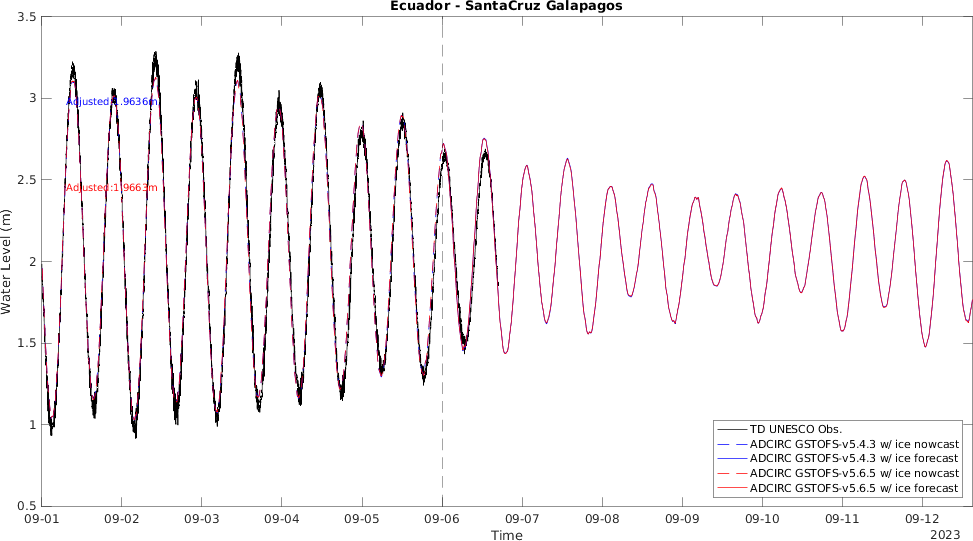 Ecuador - SantaCruz Galapagos
3.5
3
2.5
2
1.5
1
0.5
Water Level (m)
Adjusted:1.9636m
Adjusted:1.9663m
TD UNESCO Obs.
ADCIRC GSTOFS-v5.4.3 w/ ice nowcast
ADCIRC GSTOFS-v5.4.3 w/ ice forecast
ADCIRC GSTOFS-v5.6.5 w/ ice nowcast
ADCIRC GSTOFS-v5.6.5 w/ ice forecast
09-01 09-02 09-03 09-04 09-05 09-06 09-07 09-08 09-09 09-10 09-11 09-12
Time
2023